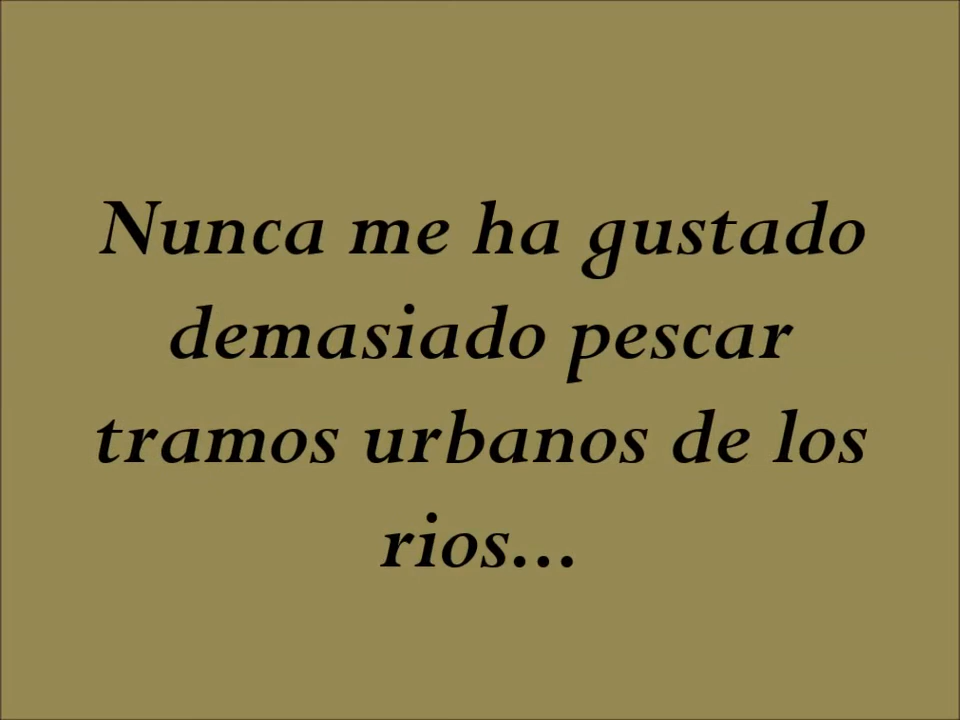 Nunca me ha gustado
demasiado pescar
tramos urbanos de los
rios...